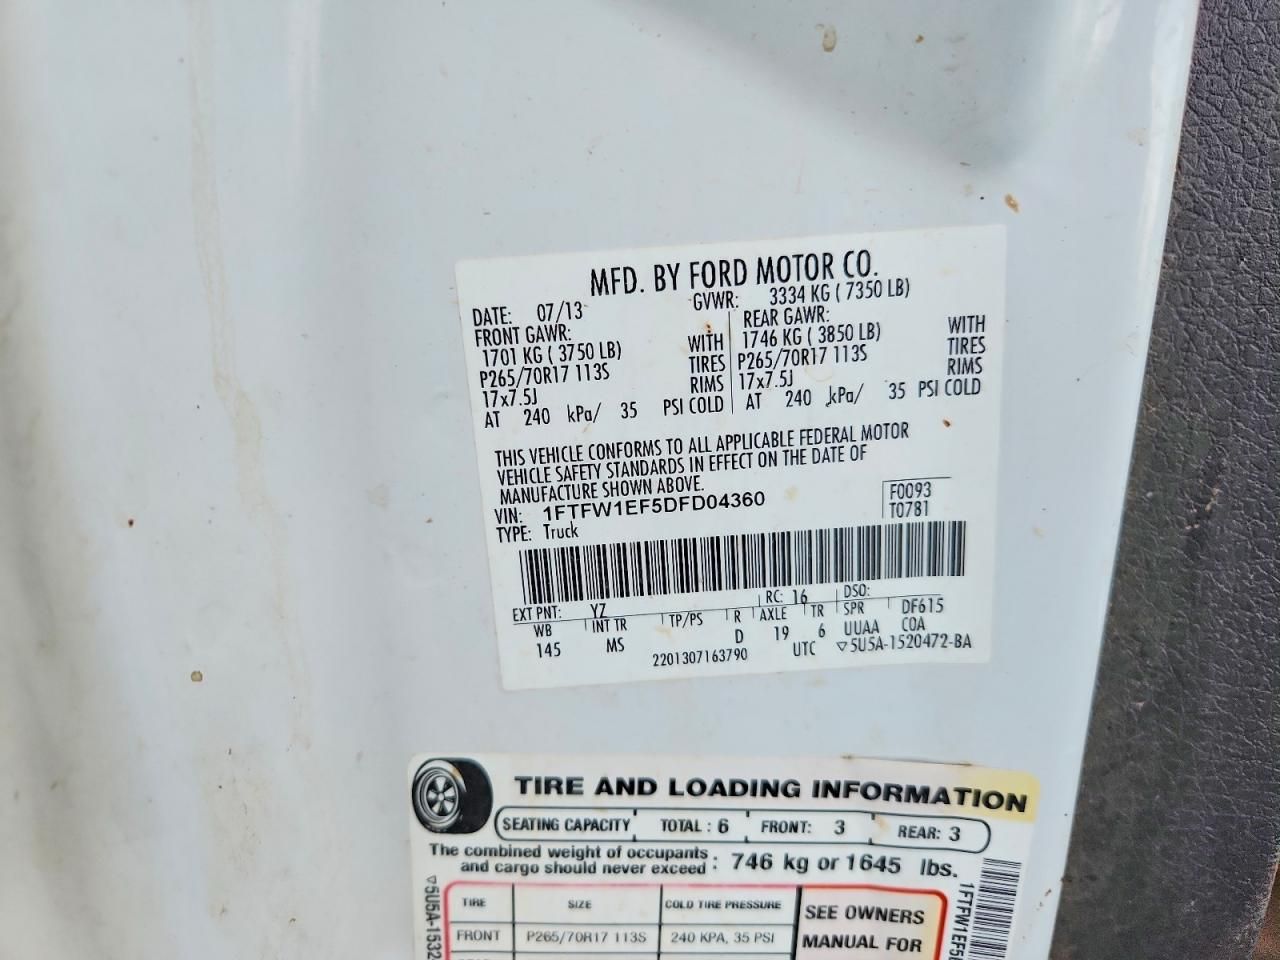 MFD. BY FORD MOTOR CO.
DATE: 07/13 GVWR: 3334 KG ( 7350 LB)
FRONT GAWR:
1701 KG ( 3750 LB) WITH
P265/70R17 113S TIRES
17x7.5J RIMS
AT 240 kPa/ 35 PSI COLD
REAR GAWR:
1746 KG ( 3850 LB) WITH
P265/70R17 113S TIRES
17x7.5J RIMS
AT 240 kPa/ 35 PSI COLD
THIS VEHICLE CONFORMS TO ALL APPLICABLE FEDERAL MOTOR
VEHICLE SAFETY STANDARDS IN EFFECT ON THE DATE OF
MANUFACTURE SHOWN ABOVE.
VIN: 1FTFW1EF5DFD04360
TYPE: Truck
F0093
T0781
EXT PNT: YZ RC: 16 DSO:
WB INT TR TP/PS R AXLE TR SPR DF615
145 MS D 19 6 UUAA COA
2201307163790 UTC ▽5U5A-1520472-BA
TIRE AND LOADING INFORMATION
SEATING CAPACITY TOTAL : 6 FRONT: 3 REAR: 3
The combined weight of occupants
and cargo should never exceed : 746 kg or 1645 lbs.
TIRE SIZE COLD TIRE PRESSURE
FRONT P265/70R17 113S 240 KPA, 35 PSI
SEE OWNERS
MANUAL FOR
▽5U5A-1532
1FTFW1EF5